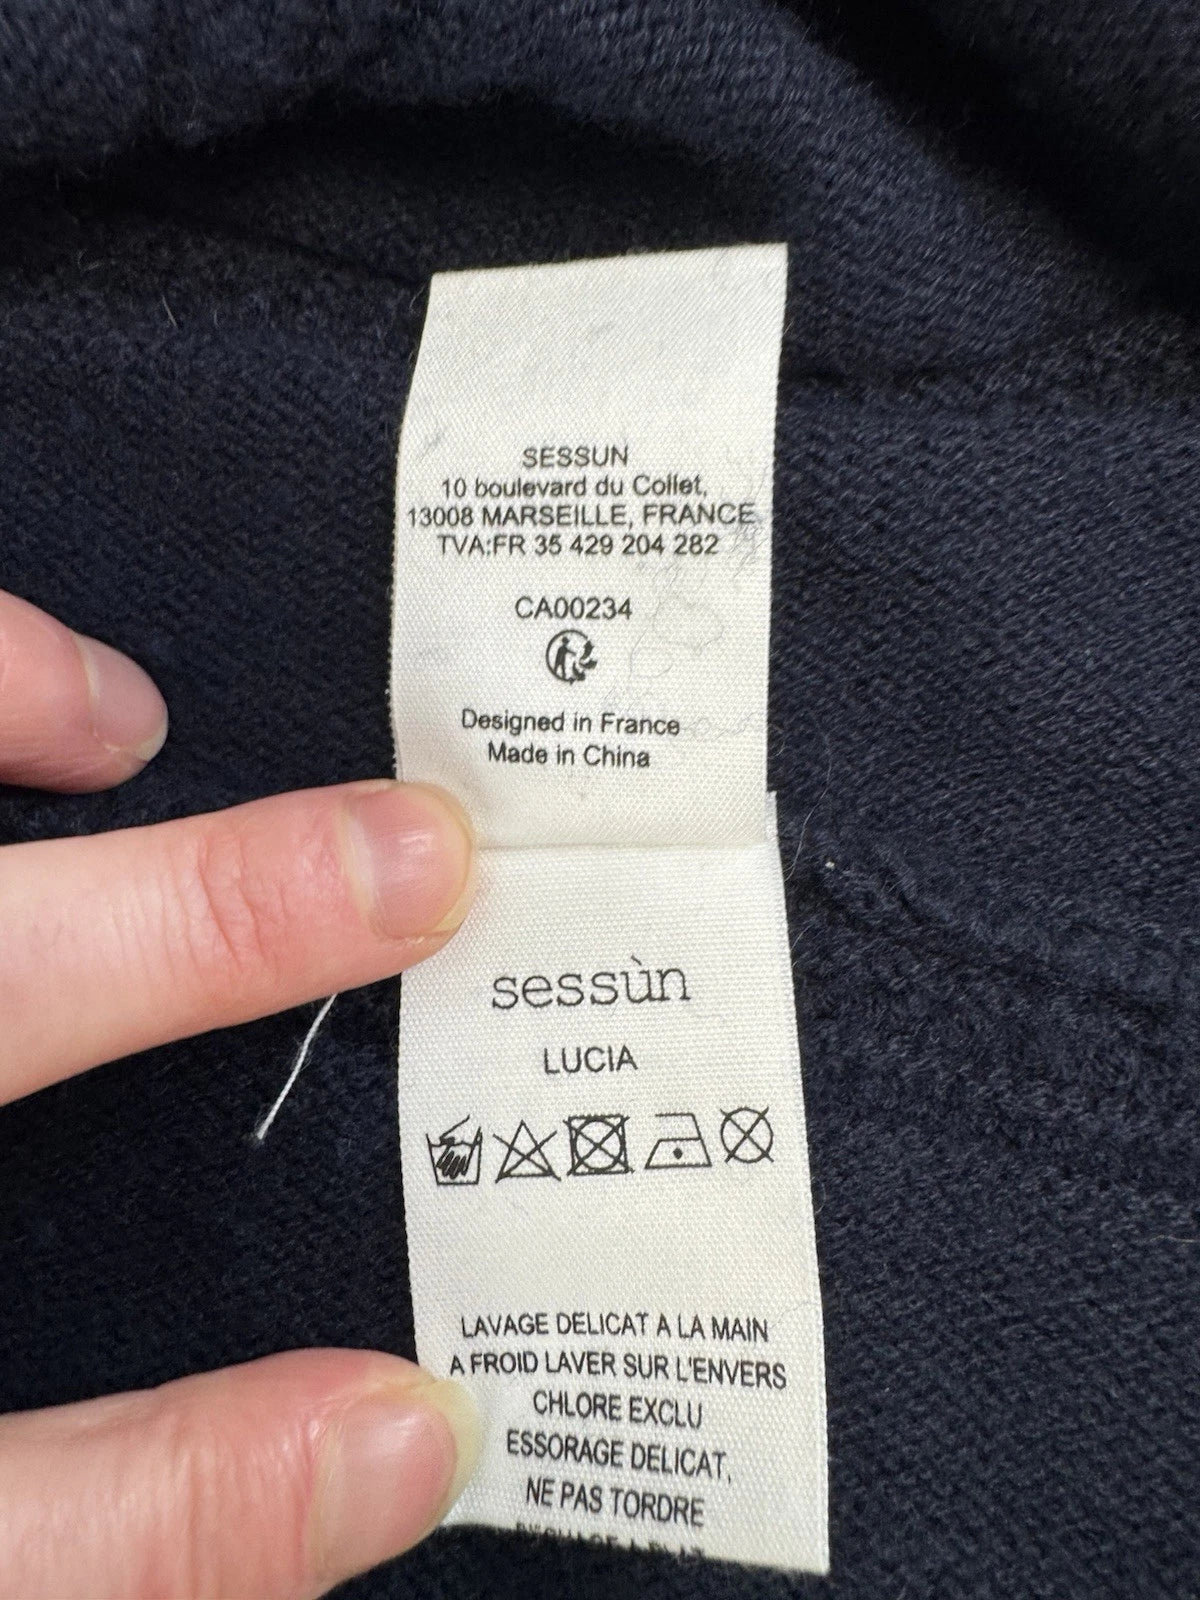 SESSUN
10 boulevard du Collet,
13008 MARSEILLE, FRANCE
TVA:FR 35 429 204 282
CA00234
Designed in France
Made in China
sessùn
LUCIA
LAVAGE DELICAT A LA MAIN
A FROID LAVER SUR L'ENVERS
CHLORE EXCLU
ESSORAGE DELICAT,
NE PAS TORDRE